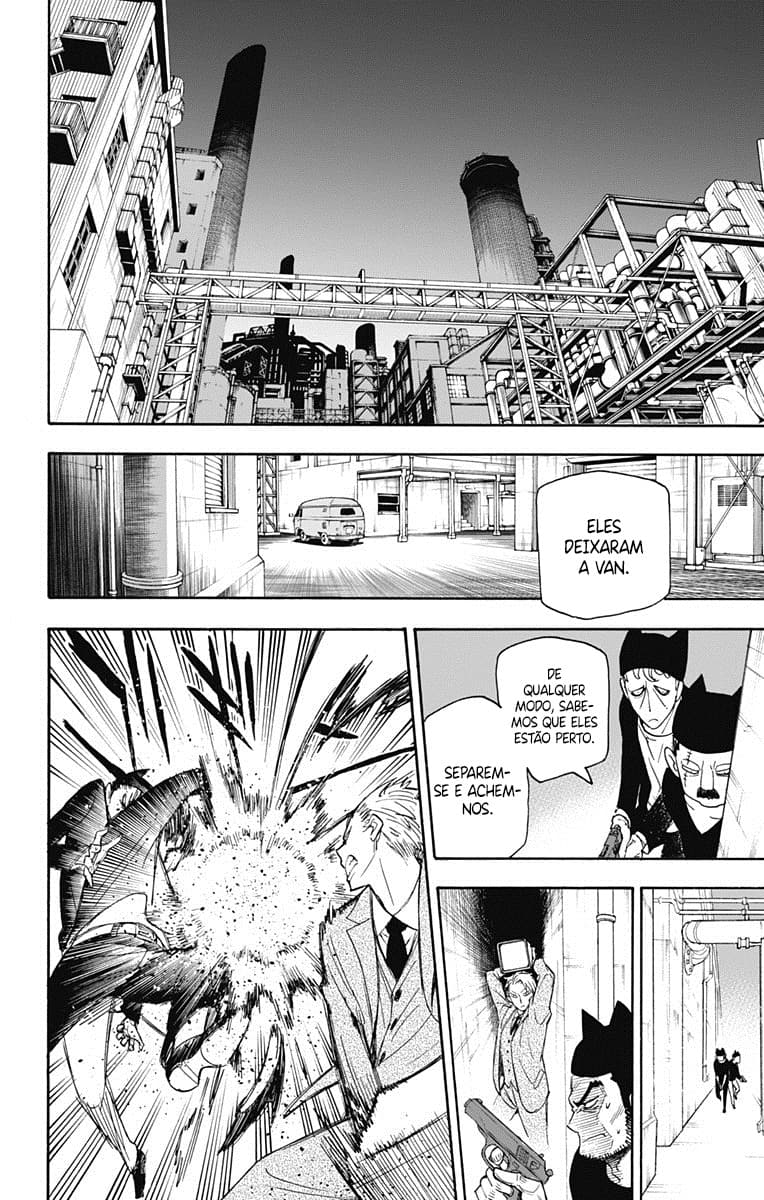 ELES
DEIXARAM
A VAN.
DE
QUALQUER
MODO, SABE-
MOS QUE ELES
ESTÃO PERTO.
SEPAREM-
SE E ACHEM-
NOS.